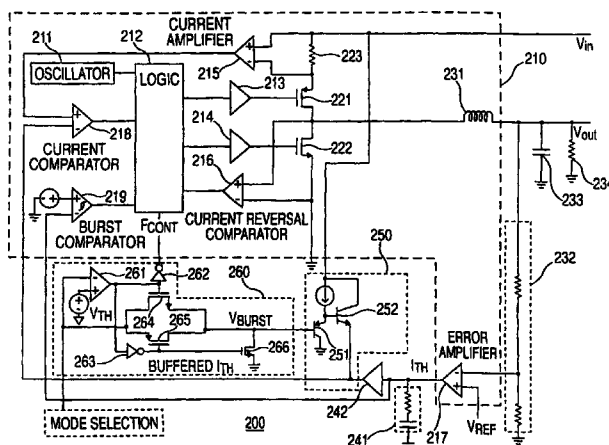 CURRENT
AMPLIFIER
211
212
OSCILLATOR
LOGIC
215
213
223
Vin
210
231
221
214
218
CURRENT
COMPARATOR
222
Vout
216
219
234
233
BURST
COMPARATOR
FCONT
CURRENT REVERSAL
COMPARATOR
250
232
261
262
260
252
VTH
264
265
VBURST
251
ERROR
AMPLIFIER
263
266
BUFFERED ITH
ITH
242
MODE SELECTION
200
241
217
VREF